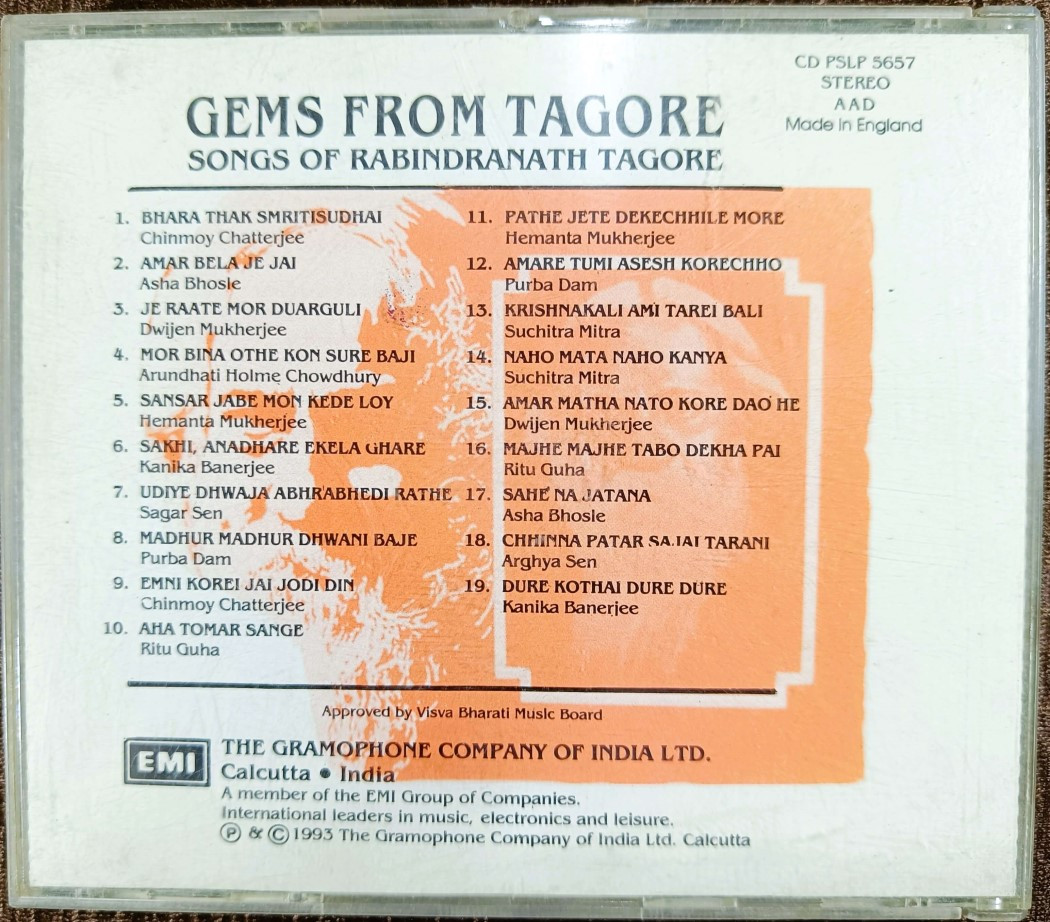 CD PSLP 5657
STEREO
AAD
Made in England
GEMS FROM TAGORE
SONGS OF RABINDRANATH TAGORE
1. BHARA THAK SMRITISUDHAI
Chinmoy Chatterjee
2. AMAR BELA JE JAI
Asha Bhosle
3. JE RAATE MOR DUARGULI
Dwijen Mukherjee
4. MOR BINA OTHE KON SURE BAJI
Arundhati Holme Chowdhury
5. SANSAR JABE MON KEDE LOY
Hemanta Mukherjee
6. SAKHI, ANADHARE EKELA GHARE
Kanika Banerjee
7. UDIYE DHWAJA ABHRABHEDI RATHE
Sagar Sen
8. MADHUR MADHUR DHWANI BAJE
Purba Dam
9. EMNI KOREI JAI JODI DIN
Chinmoy Chatterjee
10. AHA TOMAR SANGE
Ritu Guha
11. PATHE JETE DEKECHHILE MORE
Hemanta Mukherjee
12. AMARE TUMI ASESH KORECHHO
Purba Dam
13. KRISHNAKALI AMI TAREI BALI
Suchitra Mitra
14. NAHO MATA NAHO KANYA
Suchitra Mitra
15. AMAR MATHA NATO KORE DAO HE
Dwijen Mukherjee
16. MAJHE MAJHE TABO DEKHA PAI
Ritu Guha
17. SAHE NA JATANA
Asha Bhosle
18. CHHINNA PATAR SAJAI TARANI
Arghya Sen
19. DURE KOTHAI DURE DURE
Kanika Banerjee
Approved by Visva Bharati Music Board
EMI
THE GRAMOPHONE COMPANY OF INDIA LTD.
Calcutta • India
A member of the EMI Group of Companies.
International leaders in music, electronics and leisure.
Ⓟ & © 1993 The Gramophone Company of India Ltd. Calcutta